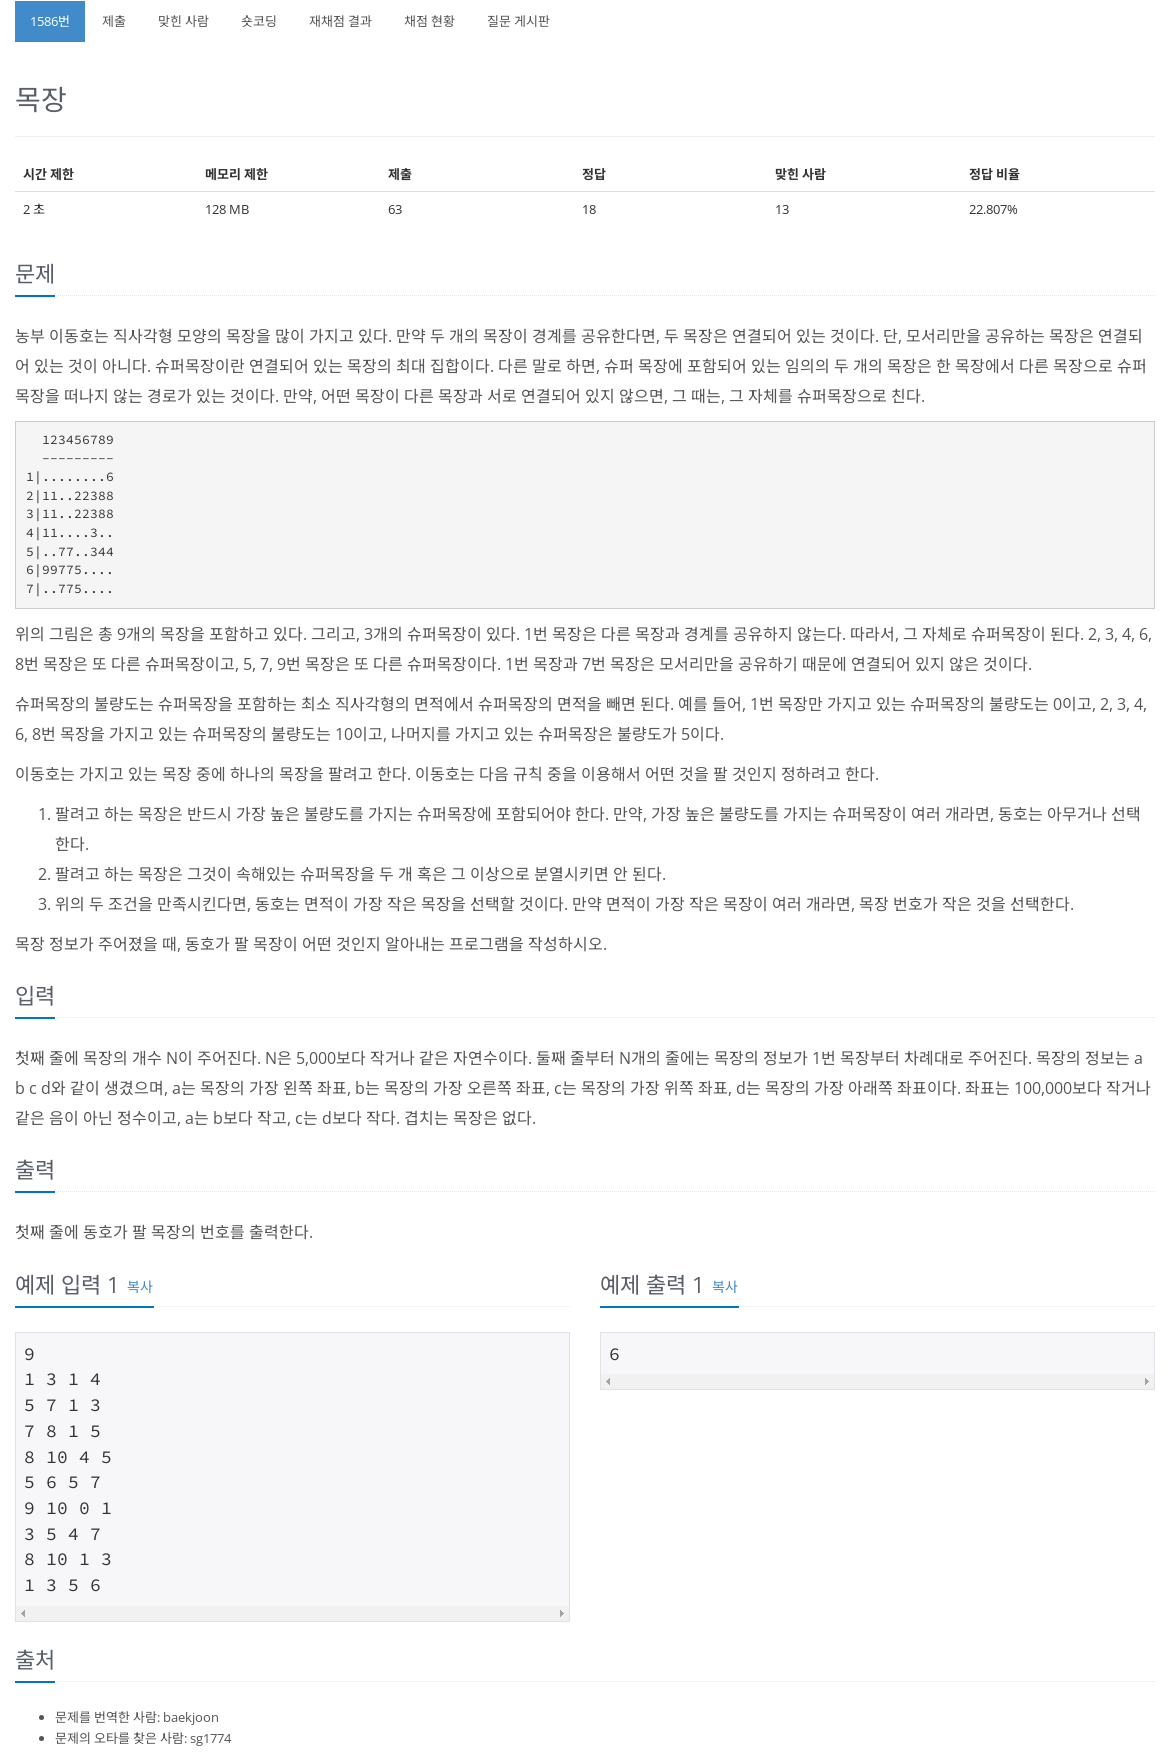 1586번 제출 맞힌 사람 숏코딩 재채점 결과 채점 현황 질문 게시판
목장
시간 제한 메모리 제한 제출 정답 맞힌 사람 정답 비율
2 초 128 MB 63 18 13 22.807%
문제
농부 이동호는 직사각형 모양의 목장을 많이 가지고 있다. 만약 두 개의 목장이 경계를 공유한다면, 두 목장은 연결되어 있는 것이다. 단, 모서리만을 공유하는 목장은 연결되
어 있는 것이 아니다. 슈퍼목장이란 연결되어 있는 목장의 최대 집합이다. 다른 말로 하면, 슈퍼 목장에 포함되어 있는 임의의 두 개의 목장은 한 목장에서 다른 목장으로 슈퍼
목장을 떠나지 않는 경로가 있는 것이다. 만약, 어떤 목장이 다른 목장과 서로 연결되어 있지 않으면, 그 때는, 그 자체를 슈퍼목장으로 친다.
  123456789
  ---------
1|........6
2|11..22388
3|11..22388
4|11....3..
5|..77..344
6|99775....
7|..775....
위의 그림은 총 9개의 목장을 포함하고 있다. 그리고, 3개의 슈퍼목장이 있다. 1번 목장은 다른 목장과 경계를 공유하지 않는다. 따라서, 그 자체로 슈퍼목장이 된다. 2, 3, 4, 6,
8번 목장은 또 다른 슈퍼목장이고, 5, 7, 9번 목장은 또 다른 슈퍼목장이다. 1번 목장과 7번 목장은 모서리만을 공유하기 때문에 연결되어 있지 않은 것이다.
슈퍼목장의 불량도는 슈퍼목장을 포함하는 최소 직사각형의 면적에서 슈퍼목장의 면적을 빼면 된다. 예를 들어, 1번 목장만 가지고 있는 슈퍼목장의 불량도는 0이고, 2, 3, 4,
6, 8번 목장을 가지고 있는 슈퍼목장의 불량도는 10이고, 나머지를 가지고 있는 슈퍼목장은 불량도가 5이다.
이동호는 가지고 있는 목장 중에 하나의 목장을 팔려고 한다. 이동호는 다음 규칙 중을 이용해서 어떤 것을 팔 것인지 정하려고 한다.
1. 팔려고 하는 목장은 반드시 가장 높은 불량도를 가지는 슈퍼목장에 포함되어야 한다. 만약, 가장 높은 불량도를 가지는 슈퍼목장이 여러 개라면, 동호는 아무거나 선택
한다.
2. 팔려고 하는 목장은 그것이 속해있는 슈퍼목장을 두 개 혹은 그 이상으로 분열시키면 안 된다.
3. 위의 두 조건을 만족시킨다면, 동호는 면적이 가장 작은 목장을 선택할 것이다. 만약 면적이 가장 작은 목장이 여러 개라면, 목장 번호가 작은 것을 선택한다.
목장 정보가 주어졌을 때, 동호가 팔 목장이 어떤 것인지 알아내는 프로그램을 작성하시오.
입력
첫째 줄에 목장의 개수 N이 주어진다. N은 5,000보다 작거나 같은 자연수이다. 둘째 줄부터 N개의 줄에는 목장의 정보가 1번 목장부터 차례대로 주어진다. 목장의 정보는 a
b c d와 같이 생겼으며, a는 목장의 가장 왼쪽 좌표, b는 목장의 가장 오른쪽 좌표, c는 목장의 가장 위쪽 좌표, d는 목장의 가장 아래쪽 좌표이다. 좌표는 100,000보다 작거나
같은 음이 아닌 정수이고, a는 b보다 작고, c는 d보다 작다. 겹치는 목장은 없다.
출력
첫째 줄에 동호가 팔 목장의 번호를 출력한다.
예제 입력 1 복사
9
1 3 1 4
5 7 1 3
7 8 1 5
8 10 4 5
5 6 5 7
9 10 0 1
3 5 4 7
8 10 1 3
1 3 5 6
예제 출력 1 복사
6
출처
문제를 번역한 사람: baekjoon
문제의 오타를 찾은 사람: sg1774